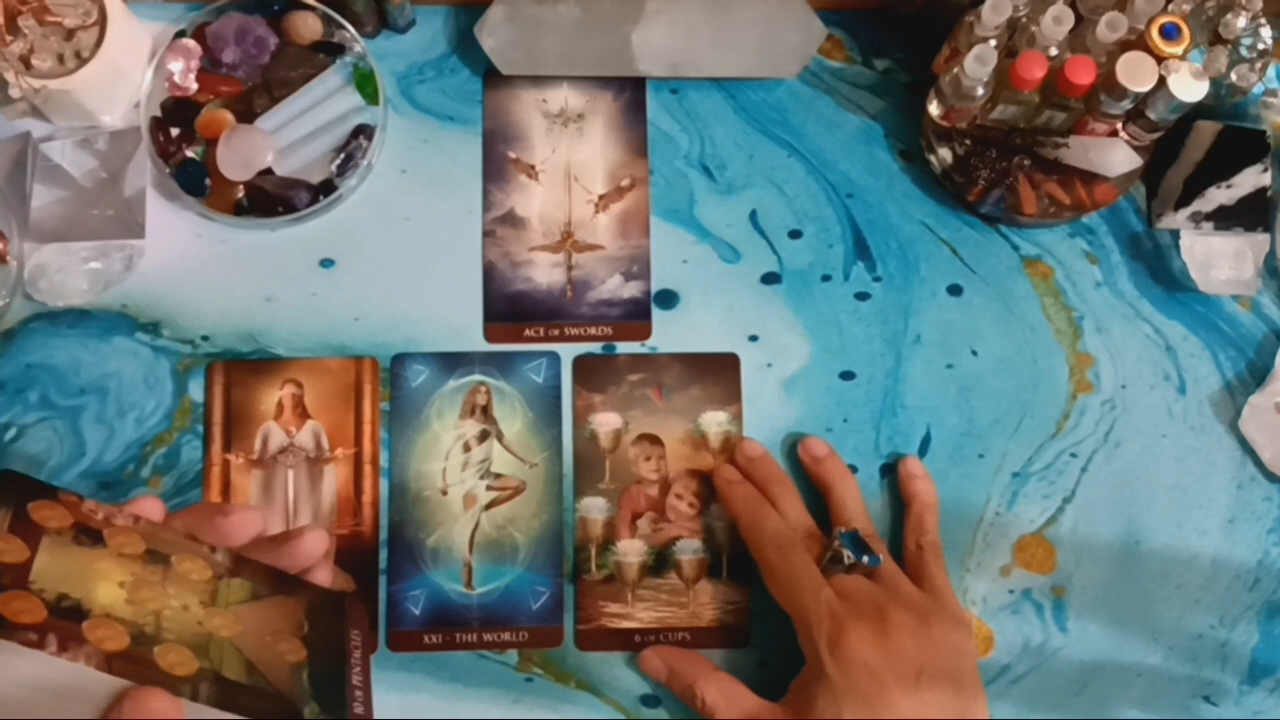 ACE OF SWORDS
XXI · THE WORLD
6 OF CUPS
10 OF PENTACLES